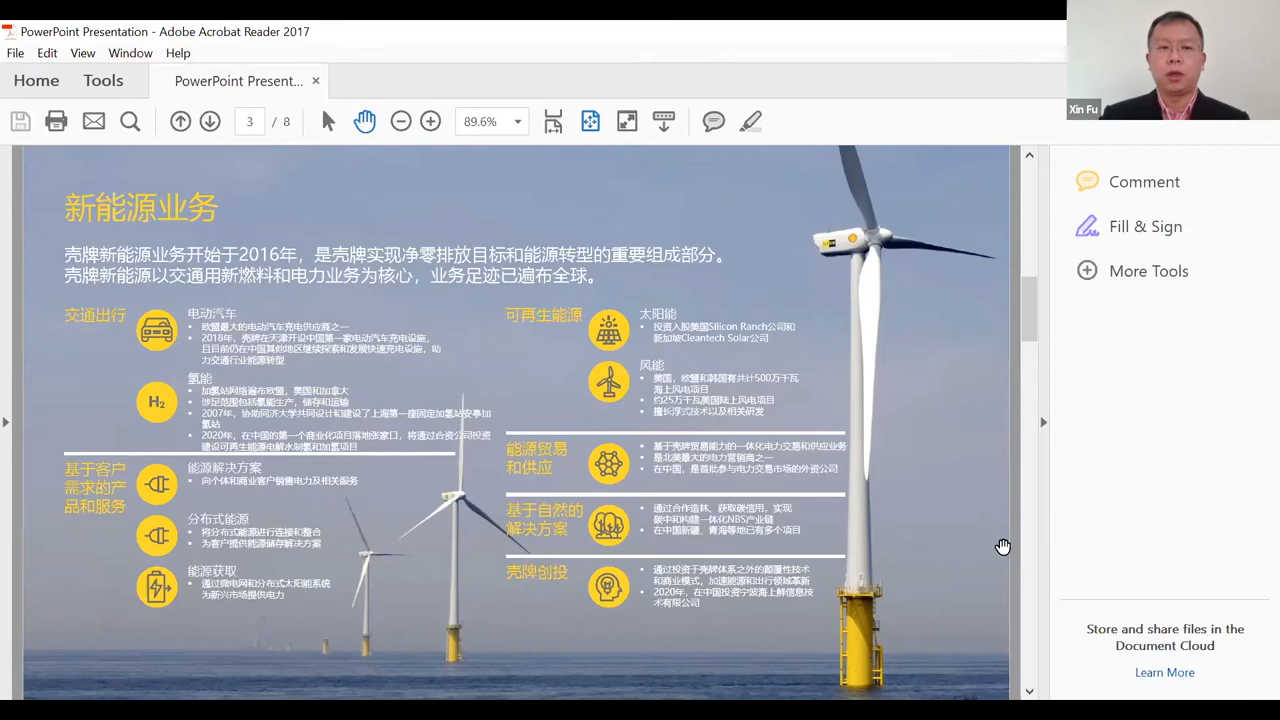 PowerPoint Presentation - Adobe Acrobat Reader 2017
File Edit View Window Help
Home Tools PowerPoint Present... ×
3 / 8 89.6%
Xin Fu
新能源业务
壳牌新能源业务开始于2016年，是壳牌实现净零排放目标和能源转型的重要组成部分。
壳牌新能源以交通用新燃料和电力业务为核心，业务足迹已遍布全球。
交通出行
电动汽车
• 欧盟最大的电动汽车充电供应商之一
• 2018年，壳牌在天津开设中国第一家电动汽车充电设施，
且目前仍在中国其他地区继续探索和发展快速充电设施，助
力交通行业能源转型
H₂
氢能
• 加氢站网络遍布欧盟，美国和加拿大
• 涉足范围包括氢能生产，储存和运输
• 2007年，协助同济大学共同设计和建设了上海第一座固定加氢站安亭加
氢站
• 2020年，在中国的第一个商业化项目落地张家口，将通过合资公司投资
建设可再生能源电解水制氢和加氢项目
基于客户
需求的产
品和服务
能源解决方案
• 向个体和商业客户销售电力及相关服务
分布式能源
• 将分布式能源进行连接和整合
• 为客户提供能源储存解决方案
能源获取
• 通过微电网和分布式太阳能系统
为新兴市场提供电力
可再生能源
太阳能
• 投资入股美国Silicon Ranch公司和
新加坡Cleantech Solar公司
风能
• 美国，欧盟和韩国有共计500万千瓦
海上风电项目
• 约25万千瓦美国陆上风电项目
• 擅长浮式技术以及相关研发
能源贸易
和供应
• 基于壳牌贸易能力的一体化电力交易和供应业务
• 是北美最大的电力营销商之一
• 在中国，是首批参与电力交易市场的外资公司
基于自然的
解决方案
• 通过合作造林、获取碳信用，实现
碳中和构建一体化NBS产业链
• 在中国新疆、青海等地已有多个项目
壳牌创投
• 通过投资于壳牌体系之外的颠覆性技术
和商业模式，加速能源和出行领域革新
• 2020年，在中国投资宁波海上鲜信息技
术有限公司
Comment
Fill & Sign
More Tools
Store and share files in the
Document Cloud
Learn More